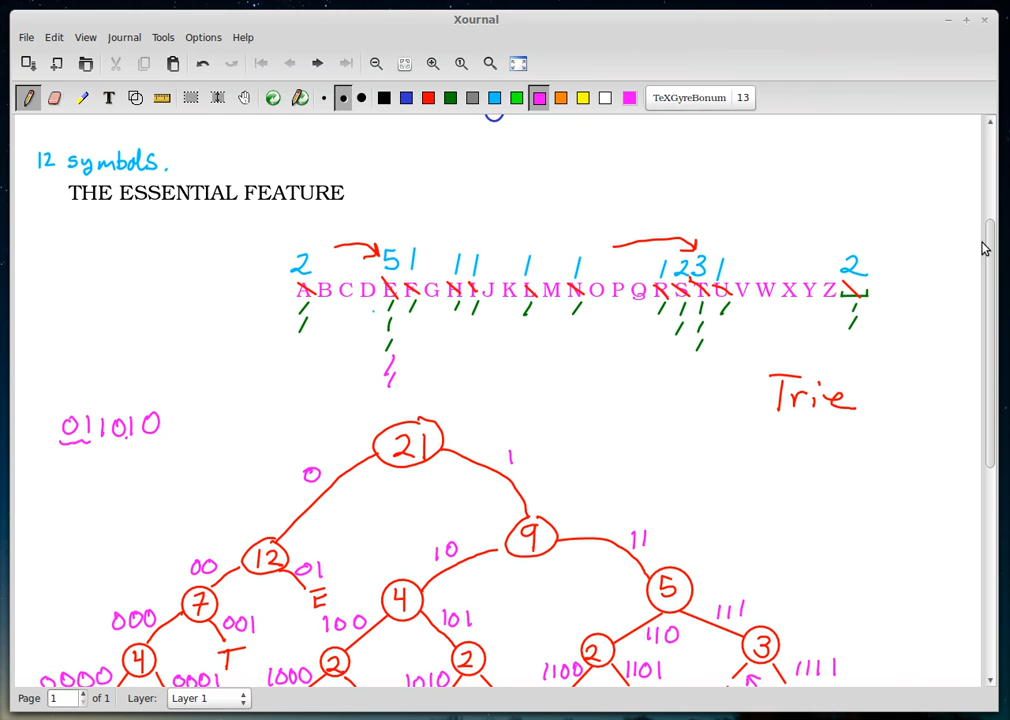 Xournal
File Edit View Journal Tools Options Help
TeXGyreBonum 13
12 symbols.
THE ESSENTIAL FEATURE
2 5 1 1 1 1 1 1 2 3 1 2
A B C D E F G H I J K L M N O P Q R S T U V W X Y Z
Trie
011010
21
0 1
12 9
00 01 10 11
E
7 4 5
000 001 100 101 110 111
T
4 2 2 2 3
0000 0001 1000 1010 1100 1101 1111
Page 1 of 1 Layer: Layer 1